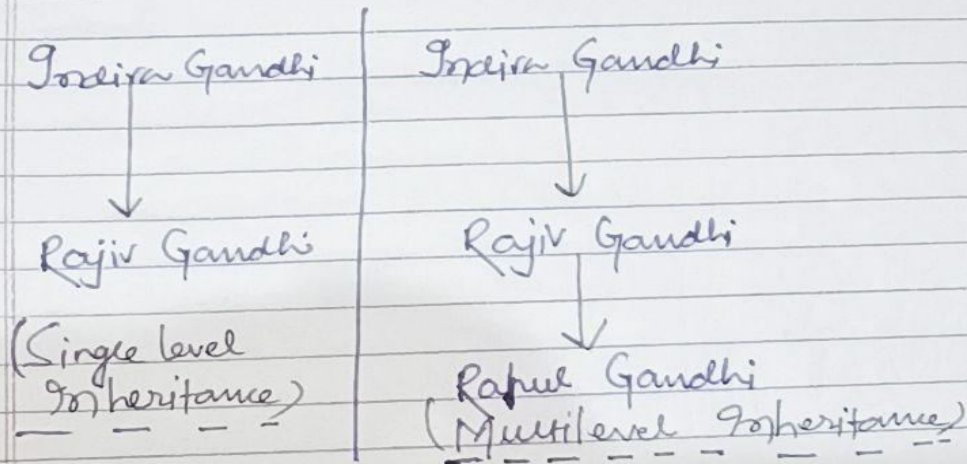 Indira Gandhi
Rajiv Gandhi
(Single level
Inheritance)
Indira Gandhi
Rajiv Gandhi
Rahul Gandhi
(Multilevel Inheritance)